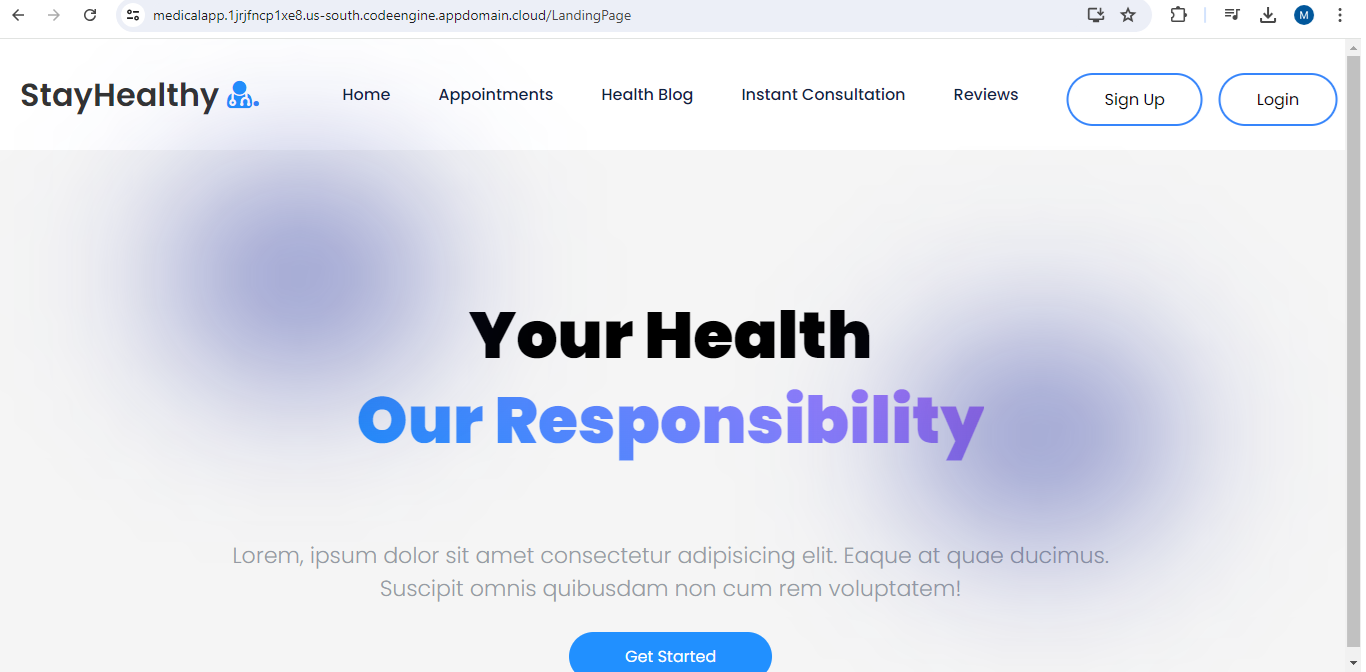 medicalapp.1jrjfncp1xe8.us-south.codeengine.appdomain.cloud/LandingPage
M
StayHealthy
Home Appointments Health Blog Instant Consultation Reviews Sign Up Login
Your Health
Our Responsibility
Lorem, ipsum dolor sit amet consectetur adipisicing elit. Eaque at quae ducimus.
Suscipit omnis quibusdam non cum rem voluptatem!
Get Started